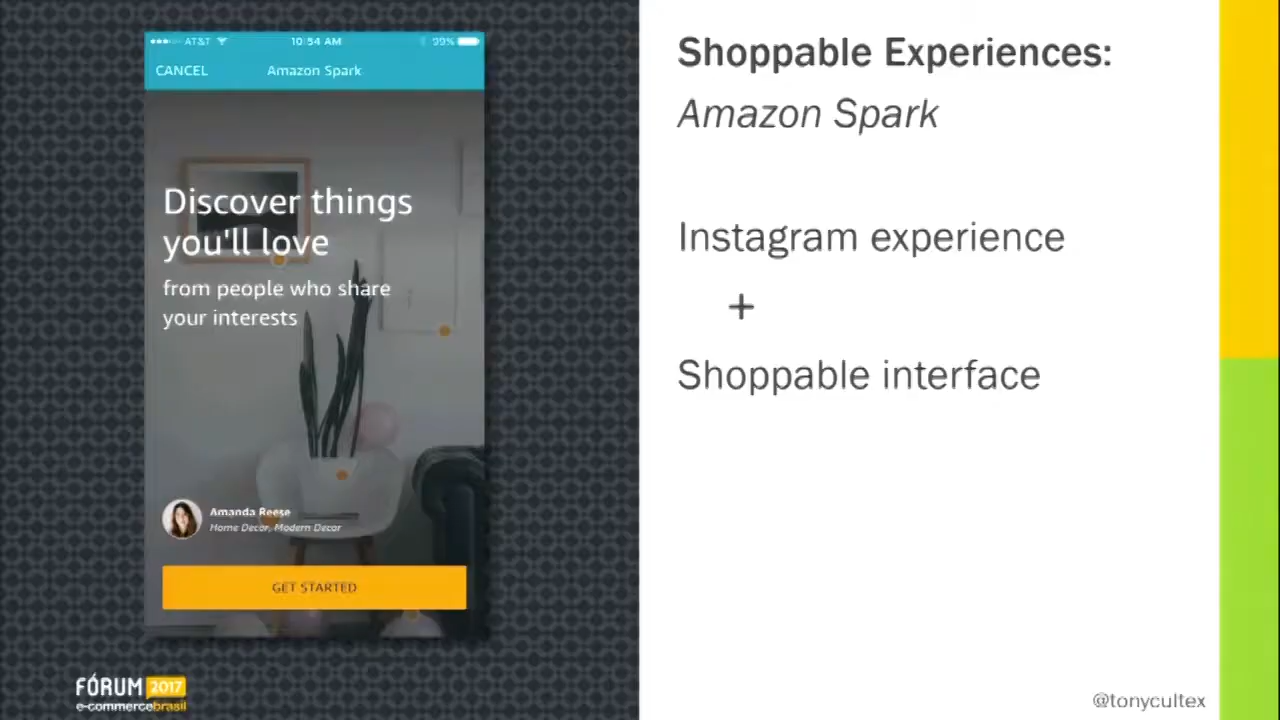 AT&T 10:54 AM 99%
CANCEL Amazon Spark
Discover things
you'll love
from people who share
your interests
Amanda Reese
Home Decor, Modern Decor
GET STARTED
FÓRUM 2017
e-commercebrasil
Shoppable Experiences:
Amazon Spark
Instagram experience
+
Shoppable interface
@tonycultex